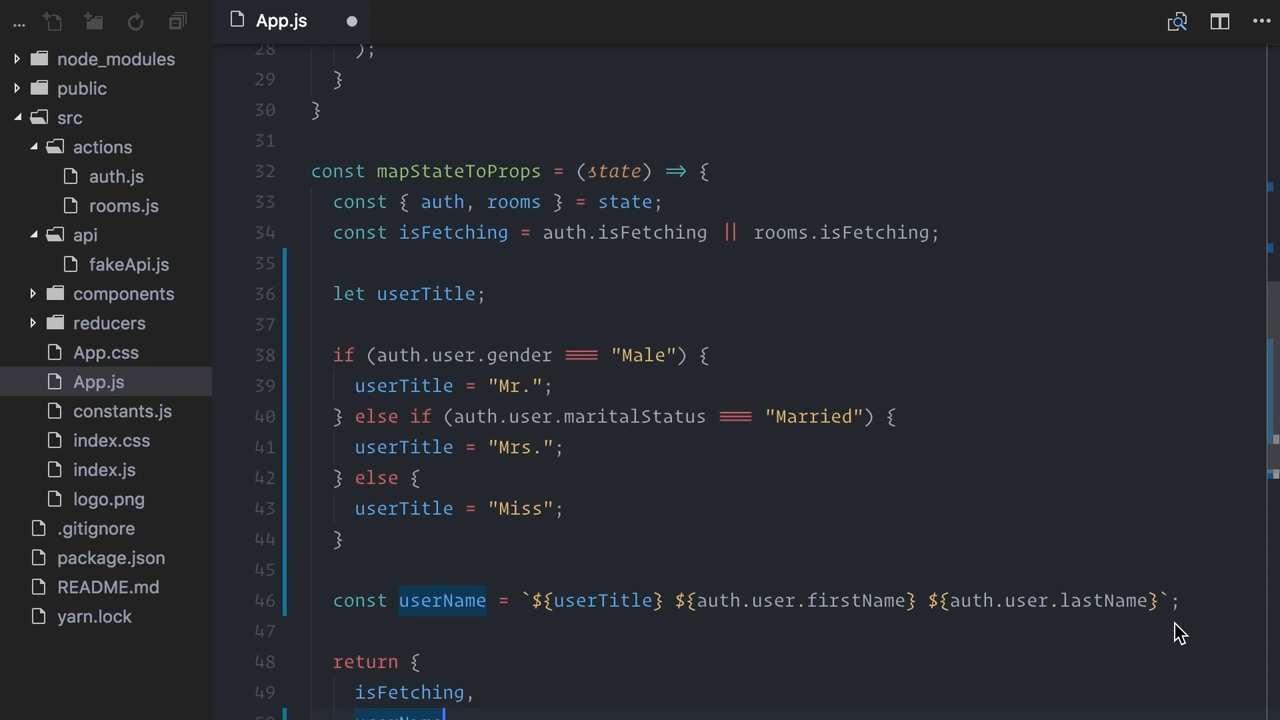 ...
App.js
node_modules
public
src
actions
auth.js
rooms.js
api
fakeApi.js
components
reducers
App.css
App.js
constants.js
index.css
index.js
logo.png
.gitignore
package.json
README.md
yarn.lock
28 );
29 }
30 }
31
32 const mapStateToProps = (state) => {
33 const { auth, rooms } = state;
34 const isFetching = auth.isFetching || rooms.isFetching;
35
36 let userTitle;
37
38 if (auth.user.gender === "Male") {
39 userTitle = "Mr.";
40 } else if (auth.user.maritalStatus === "Married") {
41 userTitle = "Mrs.";
42 } else {
43 userTitle = "Miss";
44 }
45
46 const userName = `${userTitle} ${auth.user.firstName} ${auth.user.lastName}`;
47
48 return {
49 isFetching,
50 userName